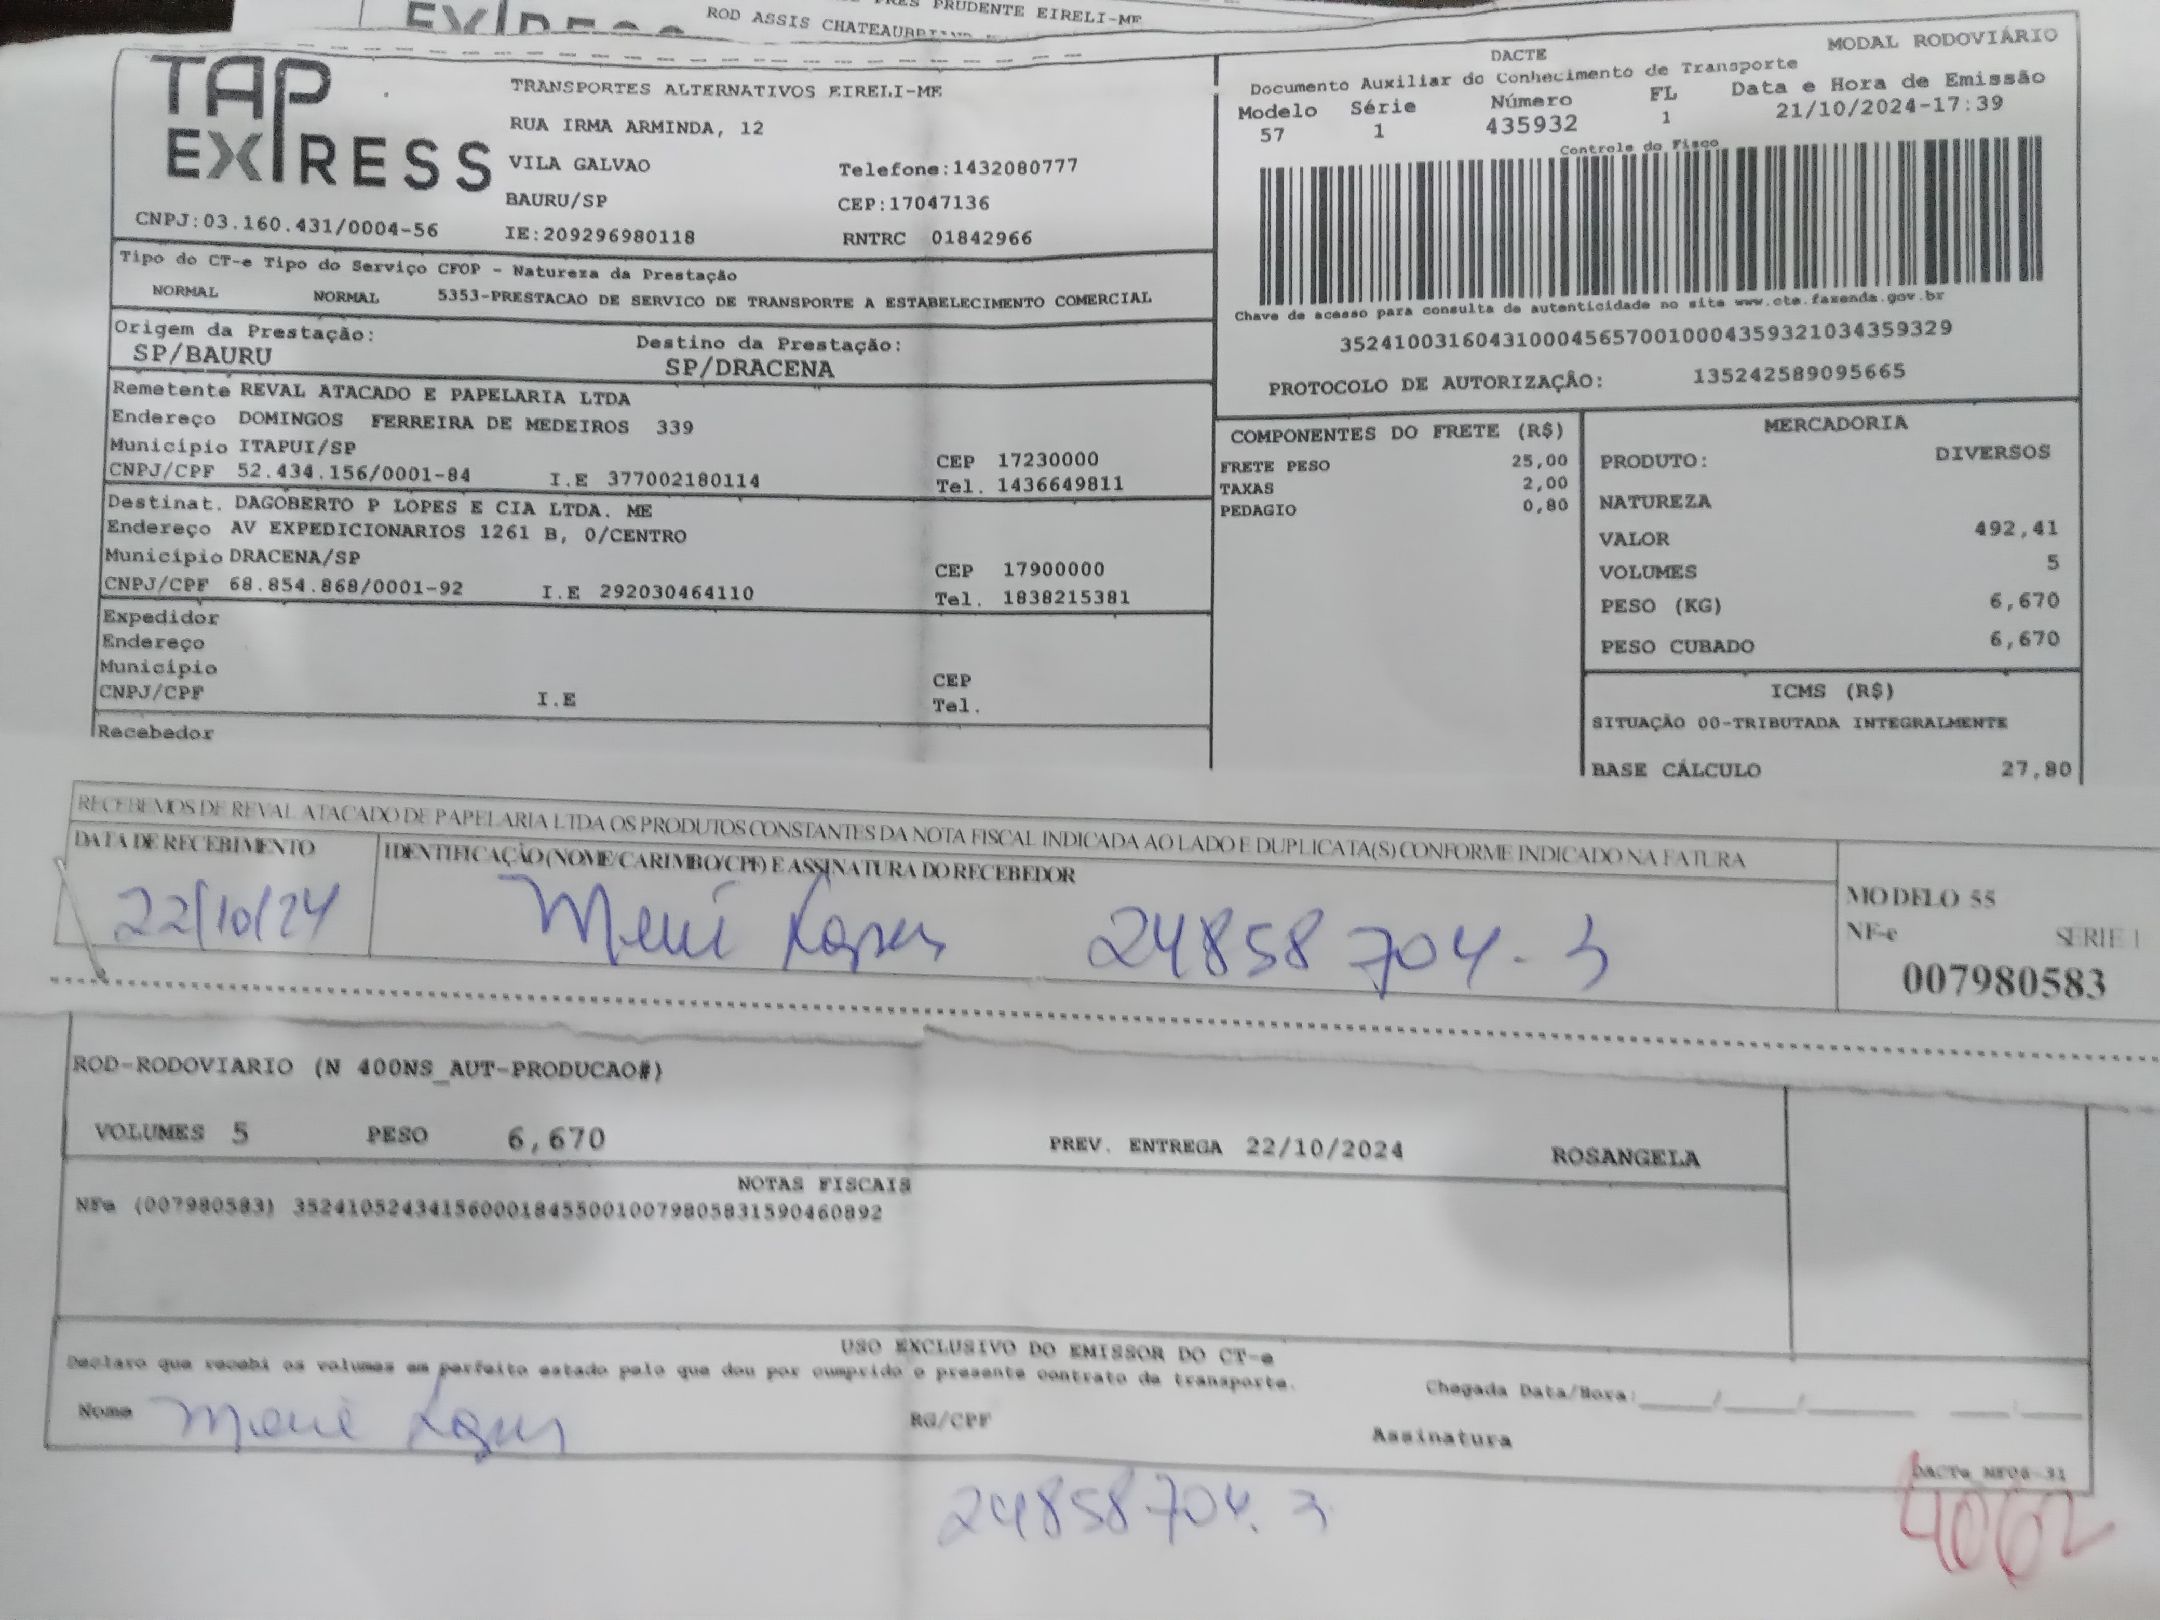 PRUDENTE EIRELI-ME
ROD ASSIS CHATEAUBRIAND
TAP EXPRESS
TRANSPORTES ALTERNATIVOS EIRELI-ME
RUA IRMA ARMINDA, 12
VILA GALVAO Telefone:1432080777
BAURU/SP CEP:17047136
CNPJ:03.160.431/0004-56 IE:209296980118 RNTRC 01842966
DACTE MODAL RODOVIÁRIO
Documento Auxiliar do Conhecimento de Transporte
Modelo Série Número FL Data e Hora de Emissão
57 1 435932 1 21/10/2024-17:39
Controle do Fisco
Chave de acesso para consulta de autenticidade no site www.cte.fazenda.gov.br
35241003160431000456570010004359321034359329
PROTOCOLO DE AUTORIZAÇÃO: 135242589095665
Tipo do CT-e Tipo do Serviço CFOP - Natureza da Prestação
NORMAL NORMAL 5353-PRESTACAO DE SERVICO DE TRANSPORTE A ESTABELECIMENTO COMERCIAL
Origem da Prestação: Destino da Prestação:
SP/BAURU SP/DRACENA
Remetente REVAL ATACADO E PAPELARIA LTDA
Endereço DOMINGOS FERREIRA DE MEDEIROS 339
Município ITAPUI/SP CEP 17230000
CNPJ/CPF 52.434.156/0001-84 I.E 377002180114 Tel. 1436649811
Destinat. DAGOBERTO P LOPES E CIA LTDA. ME
Endereço AV EXPEDICIONARIOS 1261 B, 0/CENTRO
Município DRACENA/SP CEP 17900000
CNPJ/CPF 68.854.868/0001-92 I.E 292030464110 Tel. 1838215381
Expedidor
Endereço
Município CEP
CNPJ/CPF I.E Tel.
Recebedor
COMPONENTES DO FRETE (R$)
FRETE PESO 25,00
TAXAS 2,00
PEDAGIO 0,80
MERCADORIA
PRODUTO: DIVERSOS
NATUREZA
VALOR 492,41
VOLUMES 5
PESO (KG) 6,670
PESO CUBADO 6,670
ICMS (R$)
SITUAÇÃO 00-TRIBUTADA INTEGRALMENTE
BASE CÁLCULO 27,80
RECEBEMOS DE REVAL ATACADO DE PAPELARIA LTDA OS PRODUTOS CONSTANTES DA NOTA FISCAL INDICADA AO LADO E DUPLICATA(S) CONFORME INDICADO NA FATURA
DATA DE RECEBIMENTO IDENTIFICAÇÃO (NOME/CARIMBO/CPF) E ASSINATURA DO RECEBEDOR
22/10/24 Meni Lopes 24858704-3
MODELO 55
NF-e SERIE 1
007980583
ROD-RODOVIARIO (N 400NS_AUT-PRODUCAO#)
VOLUMES 5 PESO 6,670 PREV. ENTREGA 22/10/2024 ROSANGELA
NOTAS FISCAIS
NFe (007980583) 35241052434156000184550010079805831590460892
USO EXCLUSIVO DO EMISSOR DO CT-e
Declaro que recebi os volumes em perfeito estado pelo que dou por cumprido o presente contrato de transporte.
Chegada Data/Hora:____/____/______ ___:___
Nome Meni Lopes RG/CPF Assinatura
24858704.3
4062